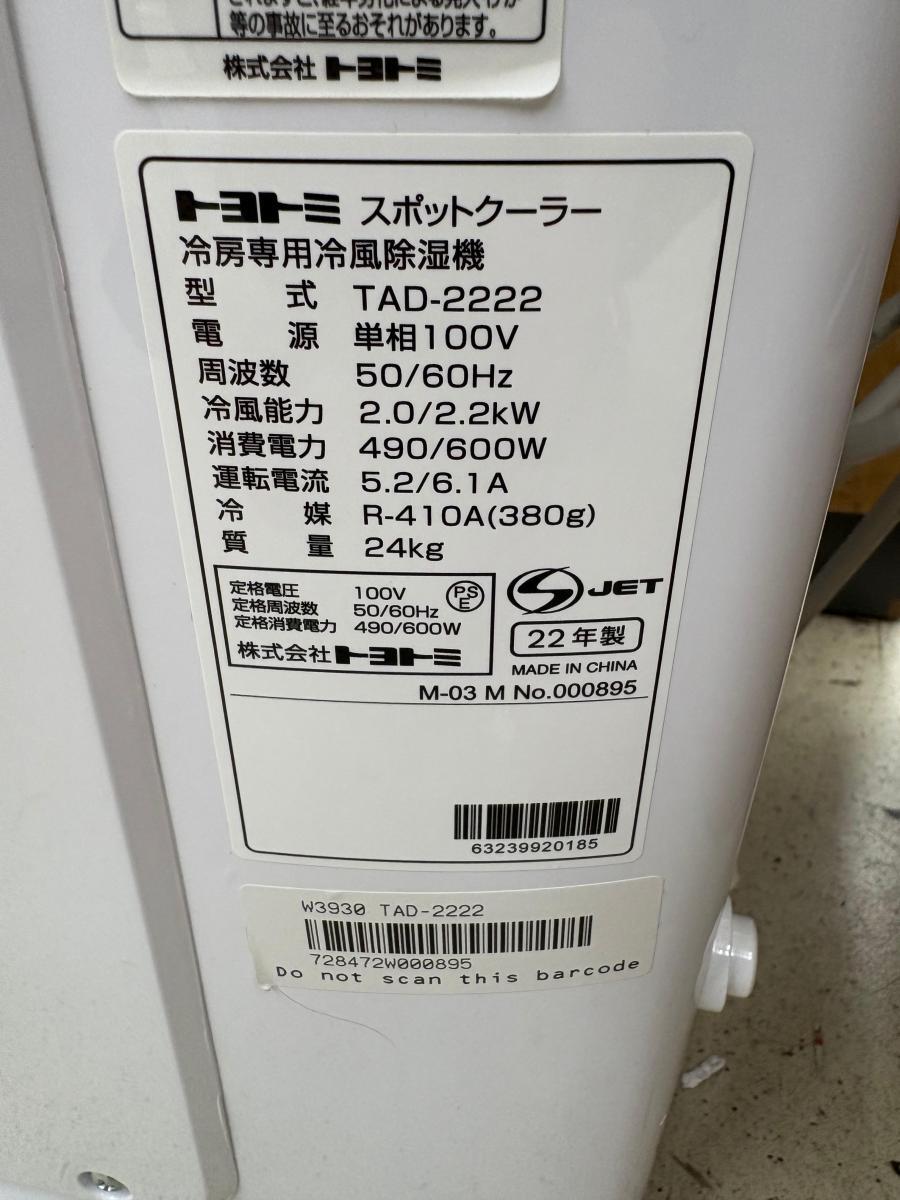 等の事故に至るおそれがあります。
株式会社 トヨトミ
トヨトミ スポットクーラー
冷房専用冷風除湿機
型 式 TAD-2222
電 源 単相100V
周波数 50/60Hz
冷風能力 2.0/2.2kW
消費電力 490/600W
運転電流 5.2/6.1A
冷 媒 R-410A(380g)
質 量 24kg
定格電圧 100V
定格周波数 50/60Hz
定格消費電力 490/600W
PSE
株式会社トヨトミ
JET
22年製
MADE IN CHINA
M-03 M No.000895
63239920185
W3930 TAD-2222
728472W000895
Do not scan this barcode